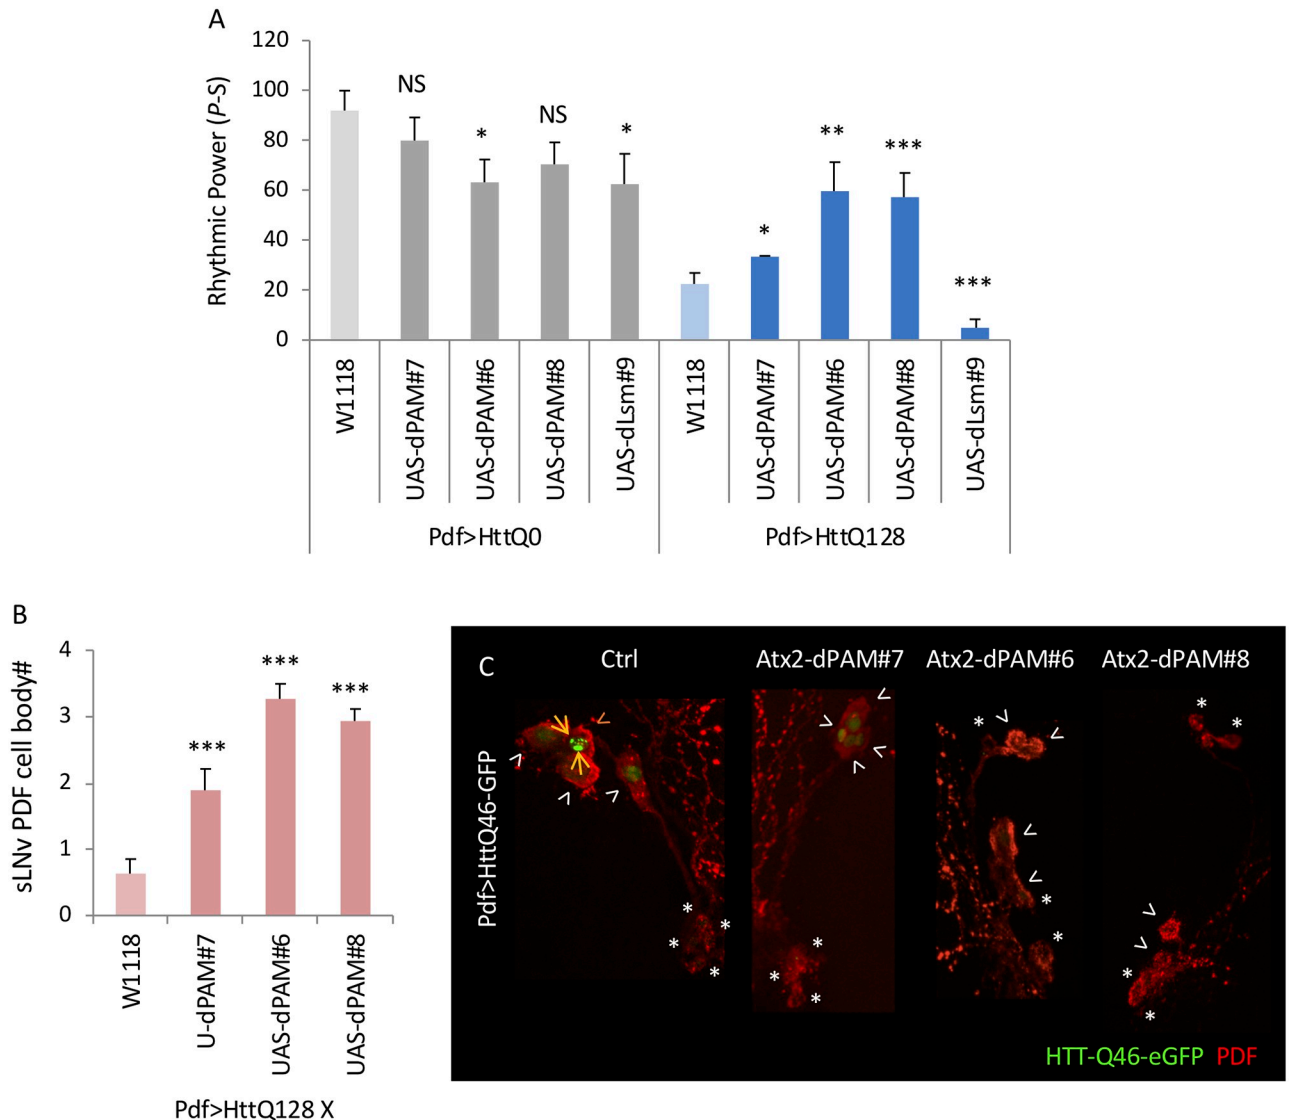 A
120
100
80
60
40
20
0
Rhythmic Power (P-S)
NS
*
NS
*
*
**
***
***
W1118
UAS-dPAM#7
UAS-dPAM#6
UAS-dPAM#8
UAS-dLsm#9
W1118
UAS-dPAM#7
UAS-dPAM#6
UAS-dPAM#8
UAS-dLsm#9
Pdf>HttQ0
Pdf>HttQ128
B
4
3
2
1
0
sLNv PDF cell body#
***
***
***
W1118
U-dPAM#7
UAS-dPAM#6
UAS-dPAM#8
Pdf>HttQ128 X
C
Ctrl
Atx2-dPAM#7
Atx2-dPAM#6
Atx2-dPAM#8
Pdf>HttQ46-GFP
HTT-Q46-eGFP PDF